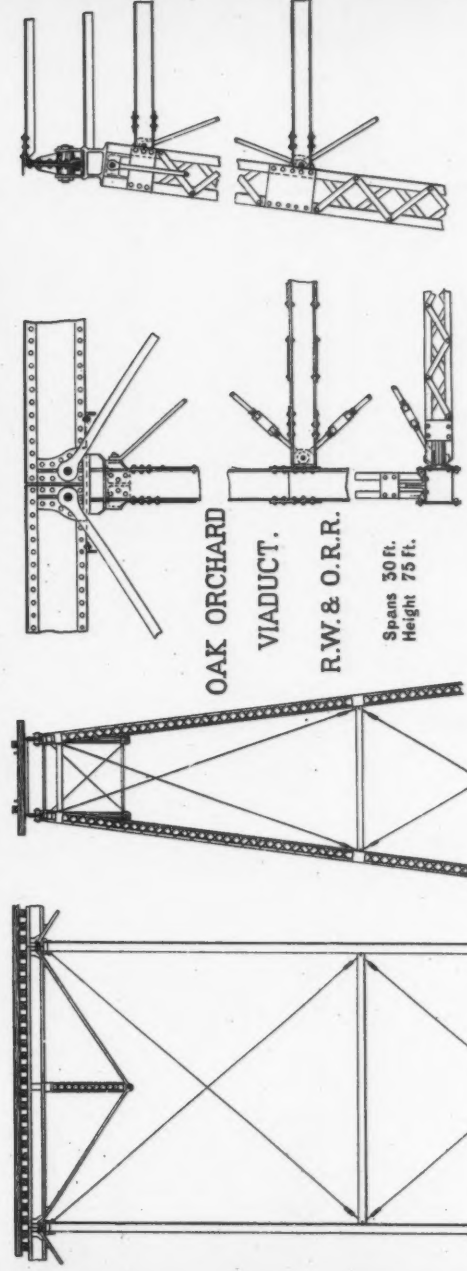 OAK ORCHARD
VIADUCT.
R.W. & O.R.R.
Spans 30 ft.
Height 75 ft.